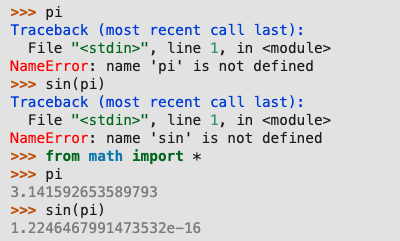 >>> pi
Traceback (most recent call last):
  File "<stdin>", line 1, in <module>
NameError: name 'pi' is not defined
>>> sin(pi)
Traceback (most recent call last):
  File "<stdin>", line 1, in <module>
NameError: name 'sin' is not defined
>>> from math import *
>>> pi
3.141592653589793
>>> sin(pi)
1.2246467991473532e-16